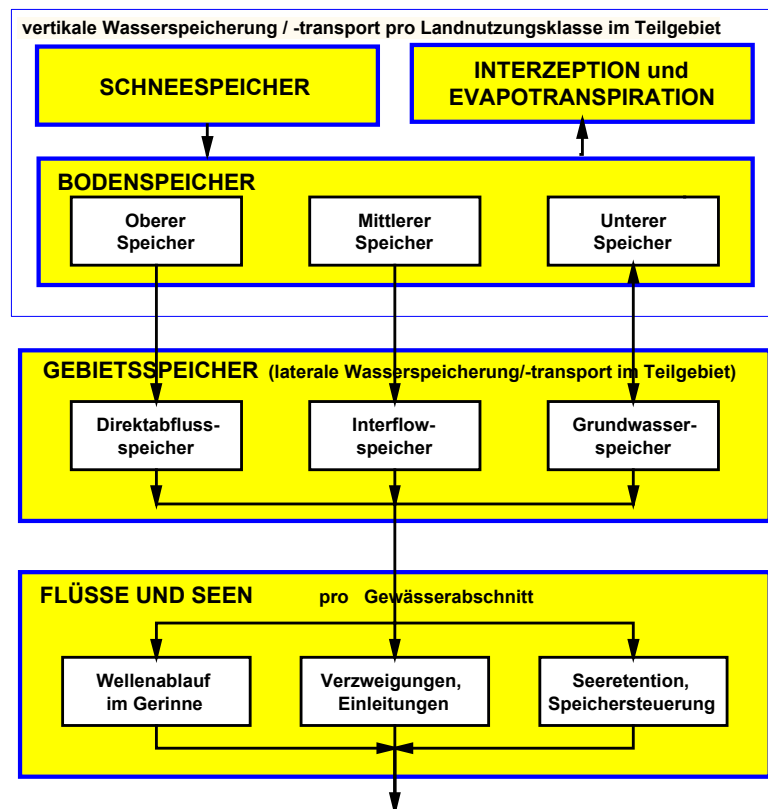 vertikale Wasserspeicherung / -transport pro Landnutzungsklasse im Teilgebiet
SCHNEESPEICHER
INTERZEPTION und
EVAPOTRANSPIRATION
BODENSPEICHER
Oberer
Speicher
Mittlerer
Speicher
Unterer
Speicher
GEBIETSSPEICHER (laterale Wasserspeicherung/-transport im Teilgebiet)
Direktabfluss-
speicher
Interflow-
speicher
Grundwasser-
speicher
FLÜSSE UND SEEN pro Gewässerabschnitt
Wellenablauf
im Gerinne
Verzweigungen,
Einleitungen
Seeretention,
Speichersteuerung